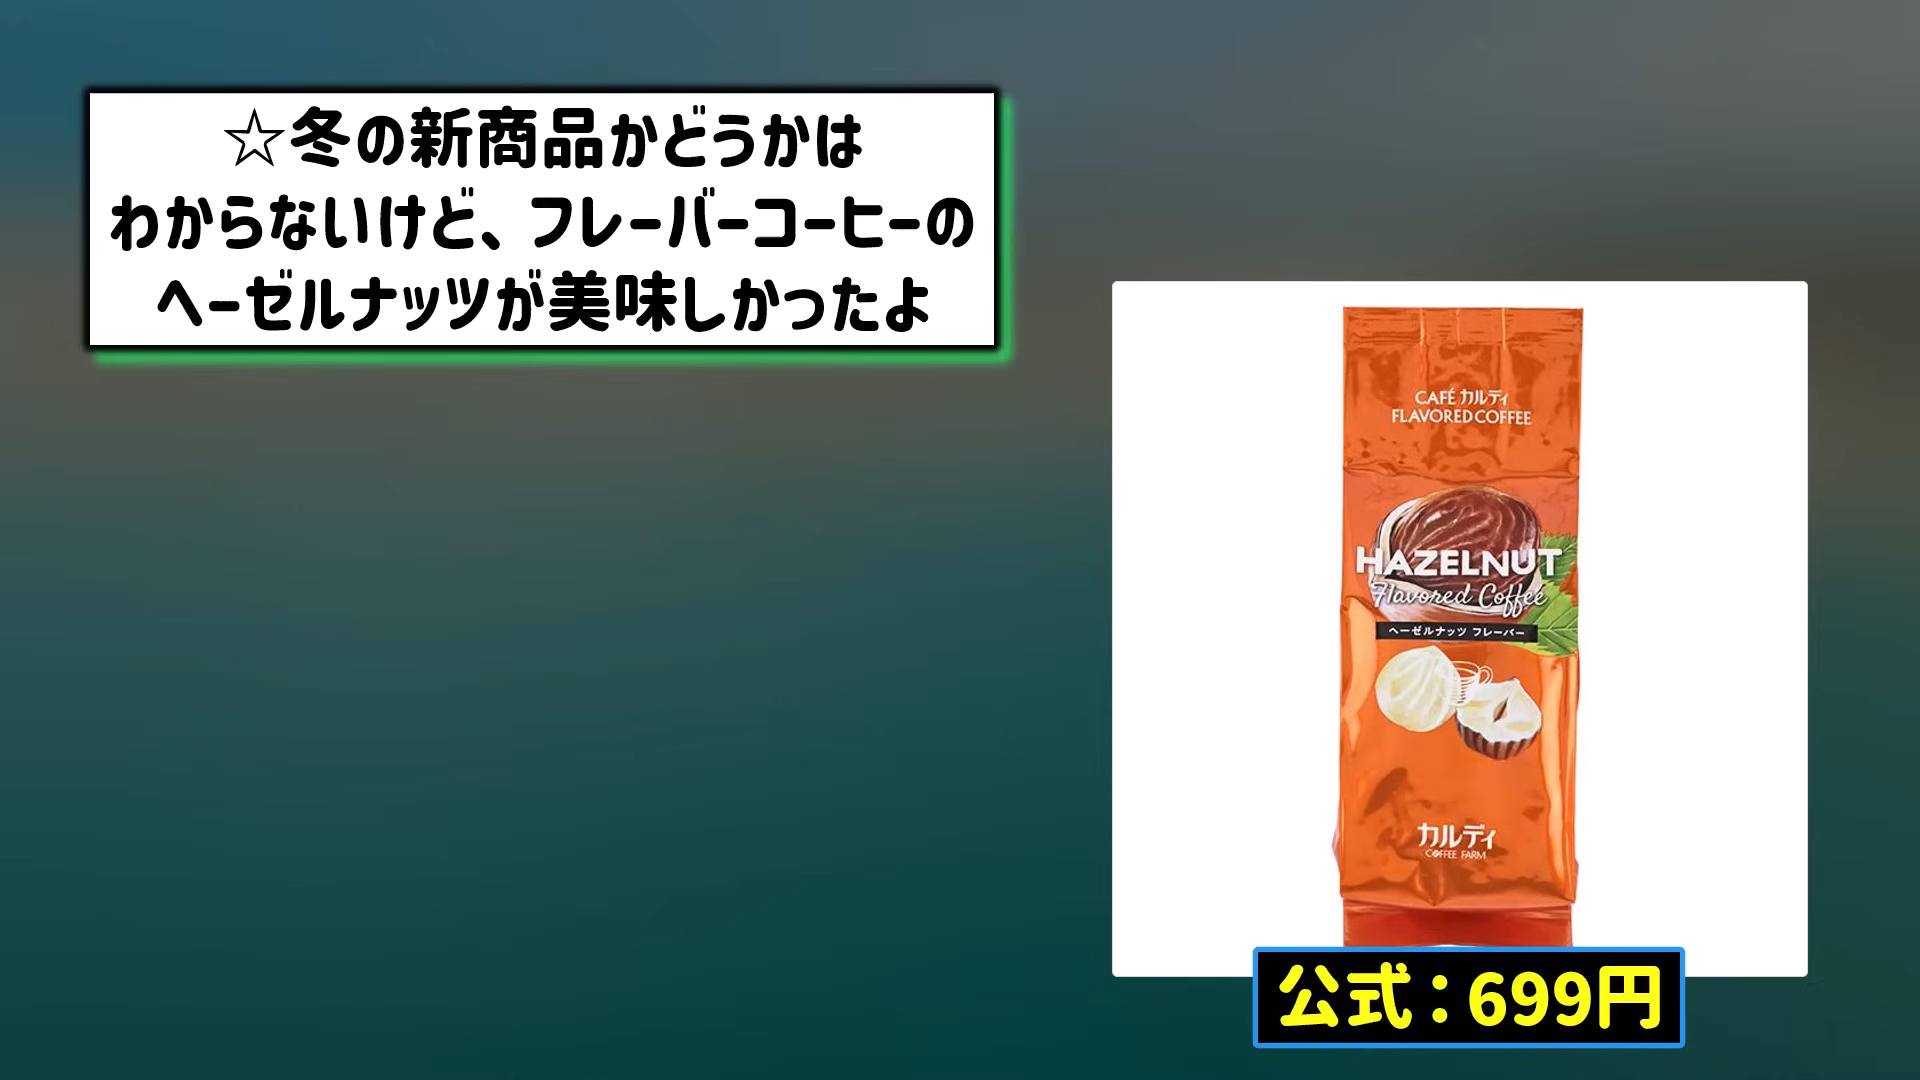 ☆冬の新商品かどうかは
わからないけど、フレーバーコーヒーの
ヘーゼルナッツが美味しかったよ
CAFÉ カルディ
FLAVORED COFFEE
HAZELNUT
Flavored Coffee
ヘーゼルナッツ フレーバー
カルディ
COFFEE FARM
公式：699円